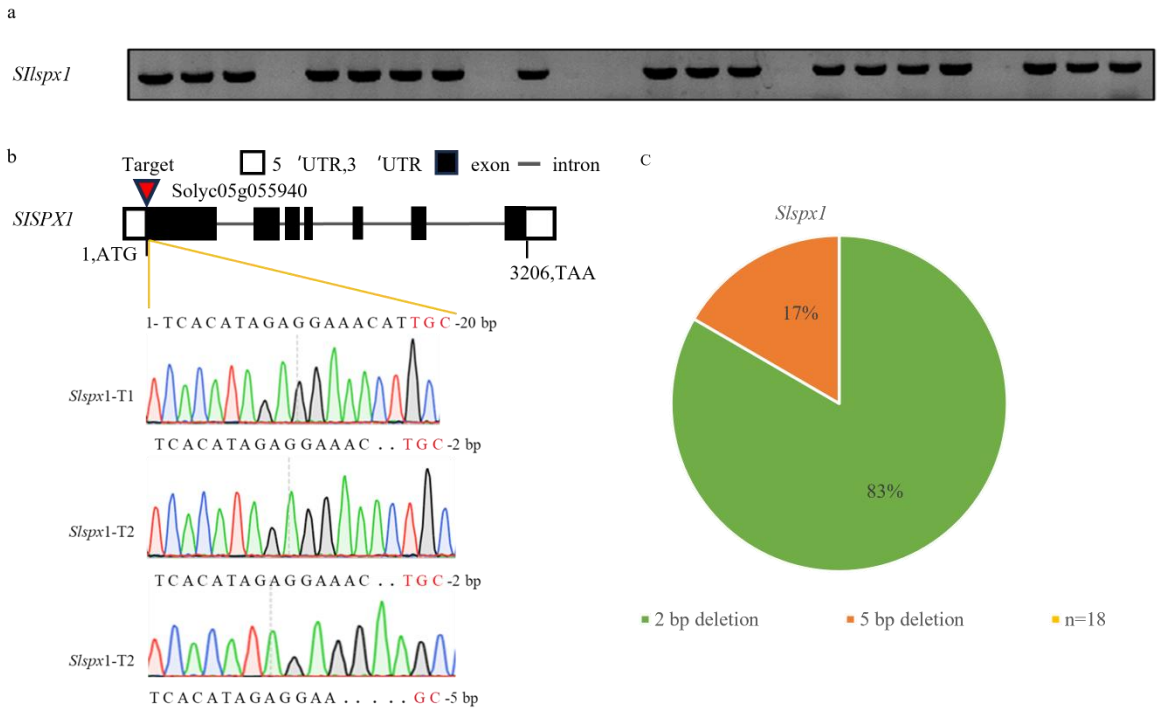 a
SIlspx1
b
Target
5 ′UTR,3 ′UTR exon intron
Solyc05g055940
SISPX1
1,ATG
3206,TAA
1- TCACATAGAGGAAACATTGC -20 bp
Slspx1-T1
TCACATAGAGGAAAC . . TGC -2 bp
Slspx1-T2
TCACATAGAGGAAAC . . TGC -2 bp
Slspx1-T2
TCACATAGAGGAA . . . . . GC -5 bp
C
Slspx1
17%
83%
2 bp deletion 5 bp deletion n=18